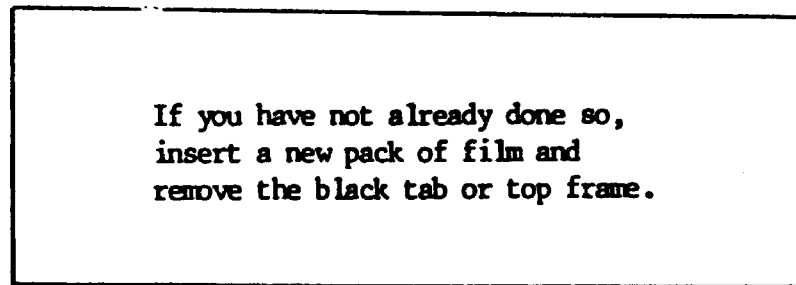 If you have not already done so,
insert a new pack of film and
remove the black tab or top frame.